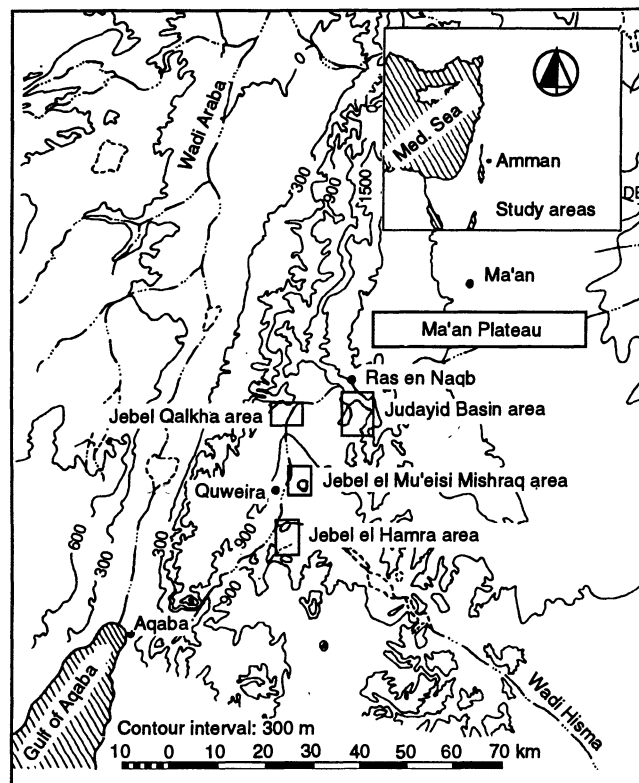 Wadi Araba
300
900
1500
Med. Sea
Amman
Study areas
DE
Ma'an
Ma'an Plateau
Ras en Naqb
Jebel Qalkha area
Judayid Basin area
Quweira
Jebel el Mu'eisi Mishraq area
Jebel el Hamra area
600
300
300
900
900
Aqaba
Gulf of Aqaba
Wadi Hisma
Contour interval: 300 m
10 0 10 20 30 40 50 60 70 km